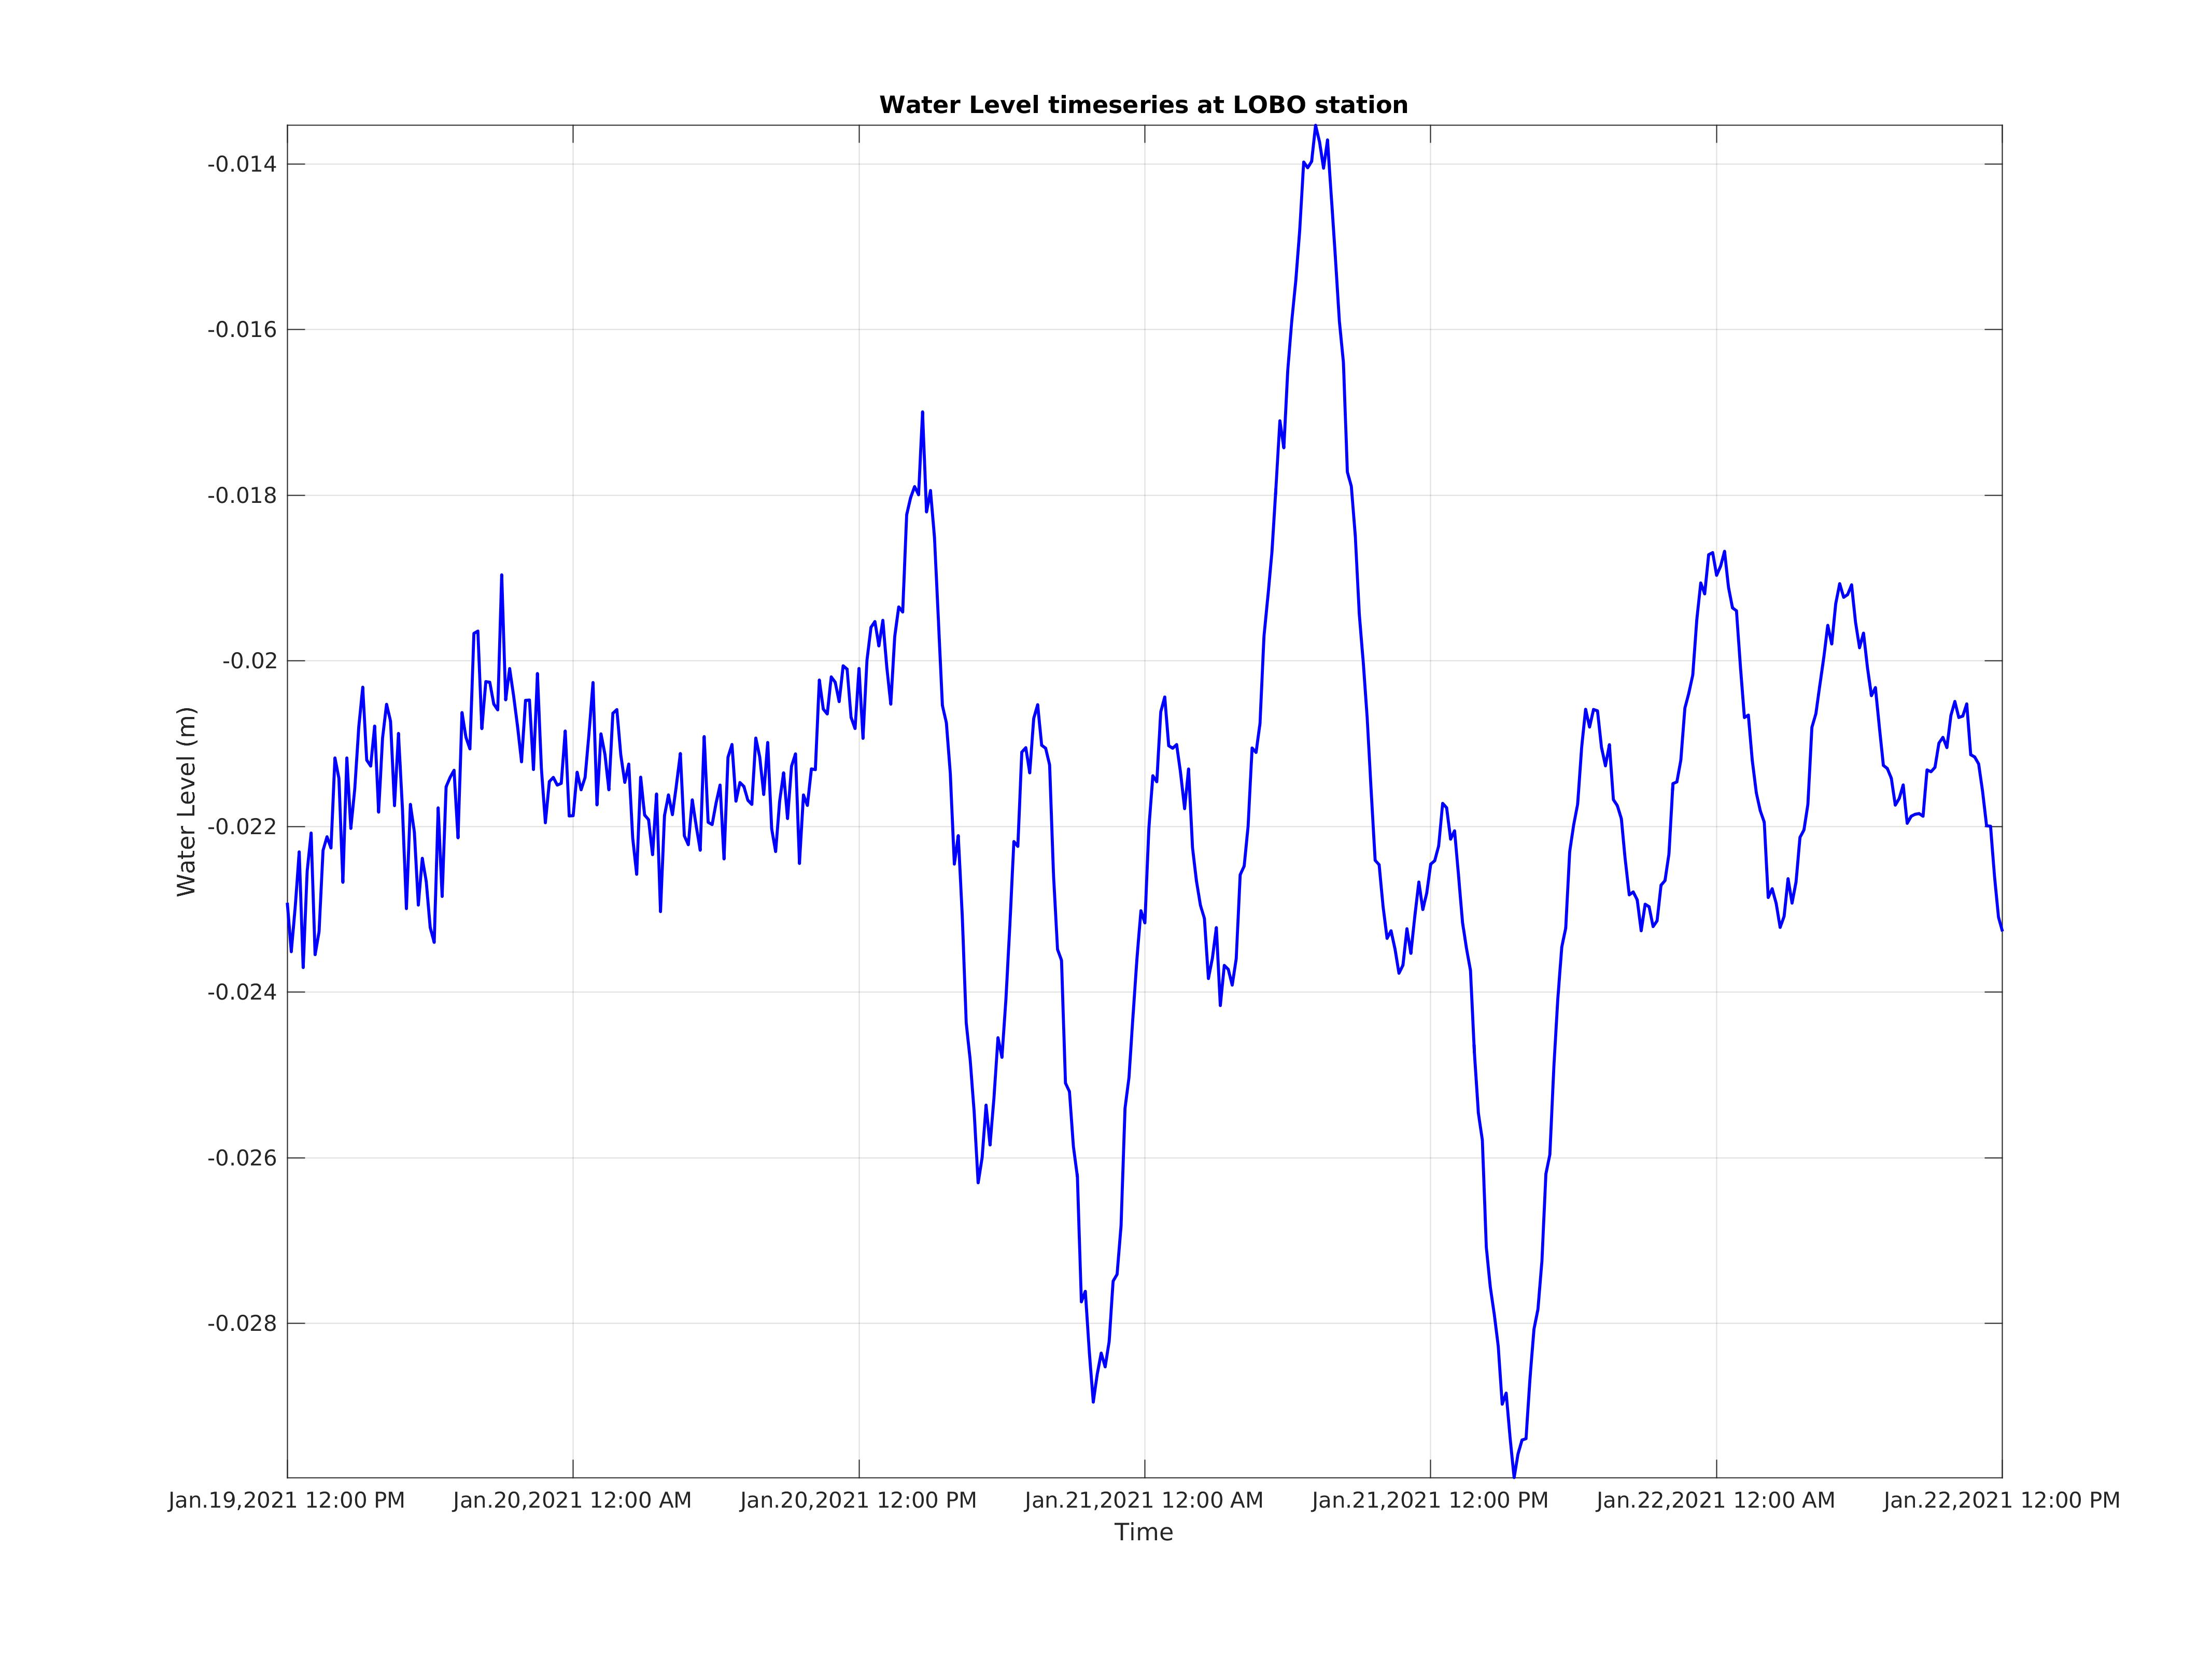 Water Level timeseries at LOBO station
-0.014
-0.016
-0.018
-0.02
-0.022
-0.024
-0.026
-0.028
Water Level (m)
Jan.19,2021 12:00 PM Jan.20,2021 12:00 AM Jan.20,2021 12:00 PM Jan.21,2021 12:00 AM Jan.21,2021 12:00 PM Jan.22,2021 12:00 AM Jan.22,2021 12:00 PM
Time